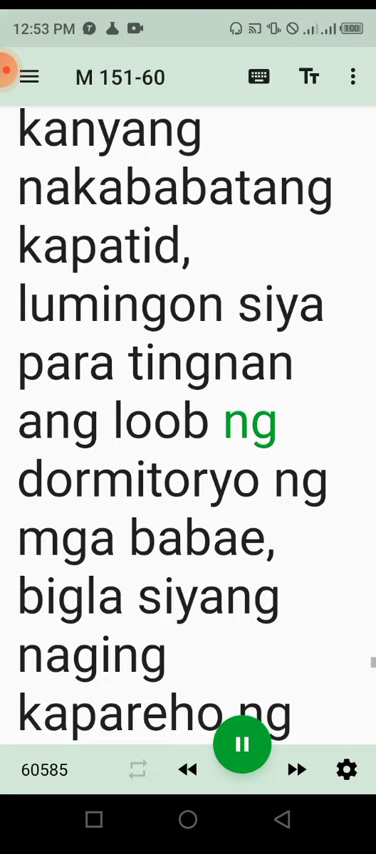 12:53 PM
100
M 151-60
kanyang
nakababatang
kapatid,
lumingon siya
para tingnan
ang loob ng
dormitoryo ng
mga babae,
bigla siyang
naging
kapareho ng
60585